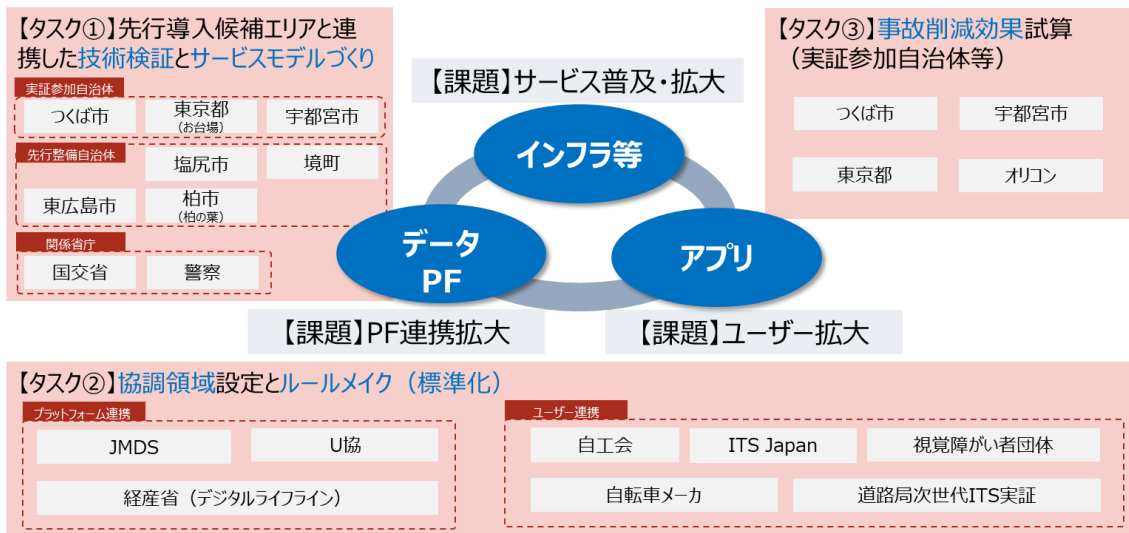 【タスク①】先行導入候補エリアと連
携した技術検証とサービスモデルづくり
実証参加自治体
つくば市
東京都
(お台場)
宇都宮市
先行整備自治体
塩尻市
境町
東広島市
柏市
(柏の葉)
関係省庁
国交省
警察
【課題】サービス普及・拡大
インフラ等
データ
PF
アプリ
【課題】PF連携拡大
【課題】ユーザー拡大
【タスク③】事故削減効果試算
（実証参加自治体等）
つくば市
宇都宮市
東京都
オリコン
【タスク②】協調領域設定とルールメイク（標準化）
プラットフォーム連携
JMDS
U協
経産省（デジタルライフライン）
ユーザー連携
自工会
ITS Japan
視覚障がい者団体
自転車メーカ
道路局次世代ITS実証